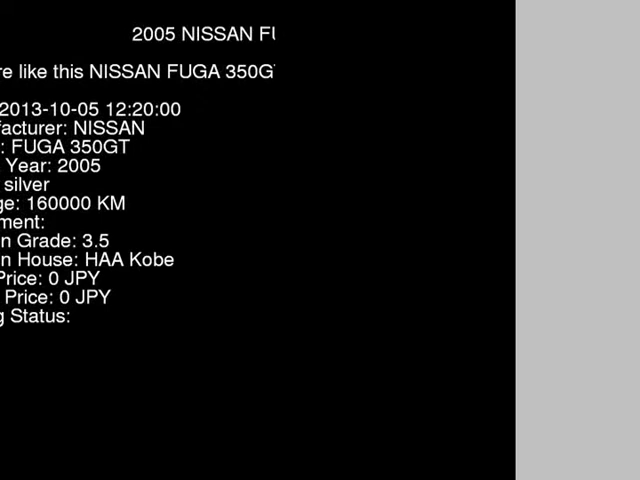 2005 NISSAN FU
re like this NISSAN FUGA 350G
2013-10-05 12:20:00
facturer: NISSAN
: FUGA 350GT
Year: 2005
silver
ge: 160000 KM
ment:
n Grade: 3.5
n House: HAA Kobe
Price: 0 JPY
Price: 0 JPY
g Status: